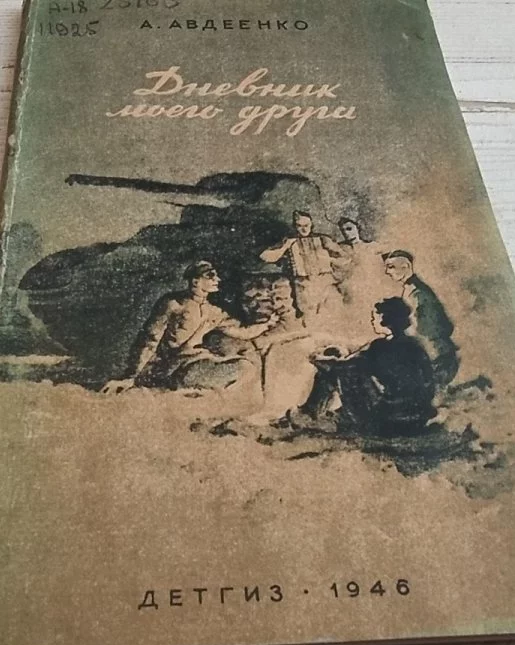 А-18
11925
А. АВДЕЕНКО
Дневник
моего друга
ДЕТГИЗ · 1946